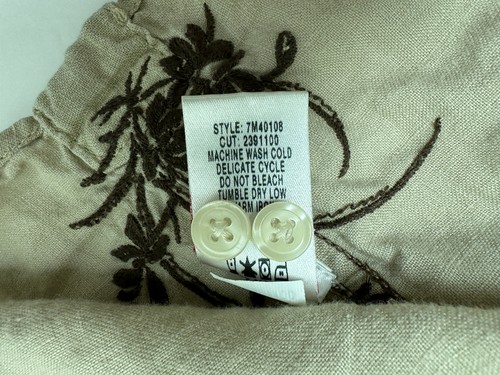 STYLE: 7M40108
CUT: 2391100
MACHINE WASH COLD
DELICATE CYCLE
DO NOT BLEACH
TUMBLE DRY LOW